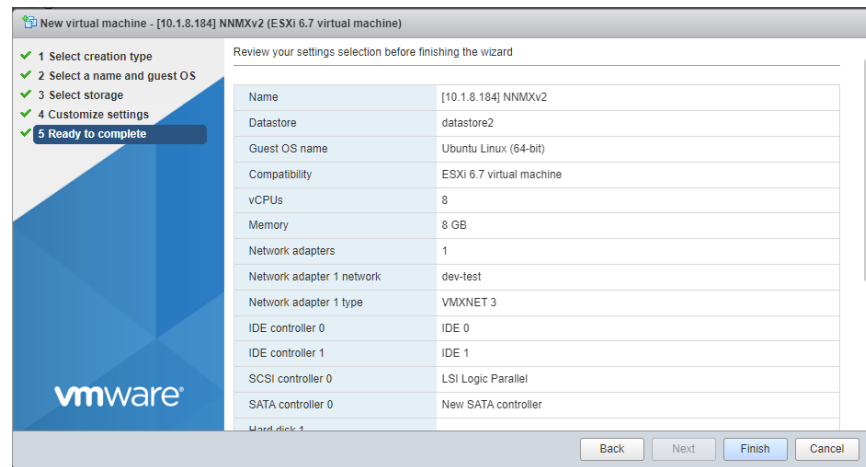 New virtual machine - [10.1.8.184] NNMXv2 (ESXi 6.7 virtual machine)
1 Select creation type
2 Select a name and guest OS
3 Select storage
4 Customize settings
5 Ready to complete
Review your settings selection before finishing the wizard
Name [10.1.8.184] NNMXv2
Datastore datastore2
Guest OS name Ubuntu Linux (64-bit)
Compatibility ESXi 6.7 virtual machine
vCPUs 8
Memory 8 GB
Network adapters 1
Network adapter 1 network dev-test
Network adapter 1 type VMXNET 3
IDE controller 0 IDE 0
IDE controller 1 IDE 1
SCSI controller 0 LSI Logic Parallel
SATA controller 0 New SATA controller
Hard disk 1
vmware®
Back Next Finish Cancel